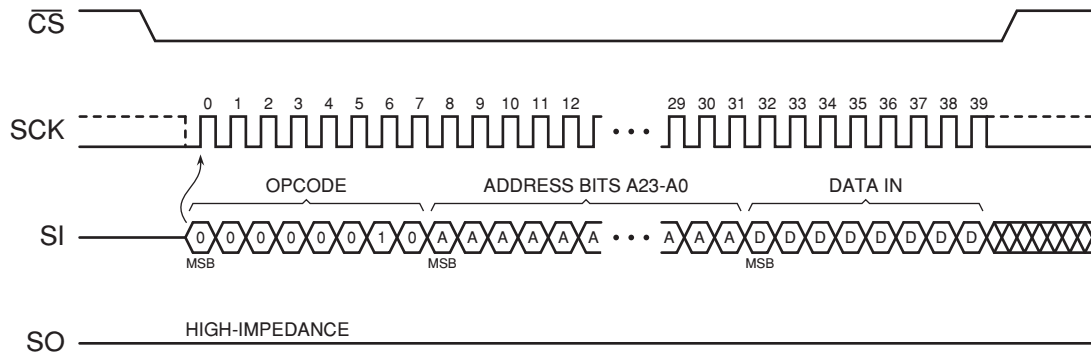 CS
0 1 2 3 4 5 6 7 8 9 10 11 12 29 30 31 32 33 34 35 36 37 38 39
SCK
OPCODE ADDRESS BITS A23-A0 DATA IN
SI 0 0 0 0 0 0 1 0 A A A A A A A A A D D D D D D D D
MSB MSB MSB
HIGH-IMPEDANCE
SO